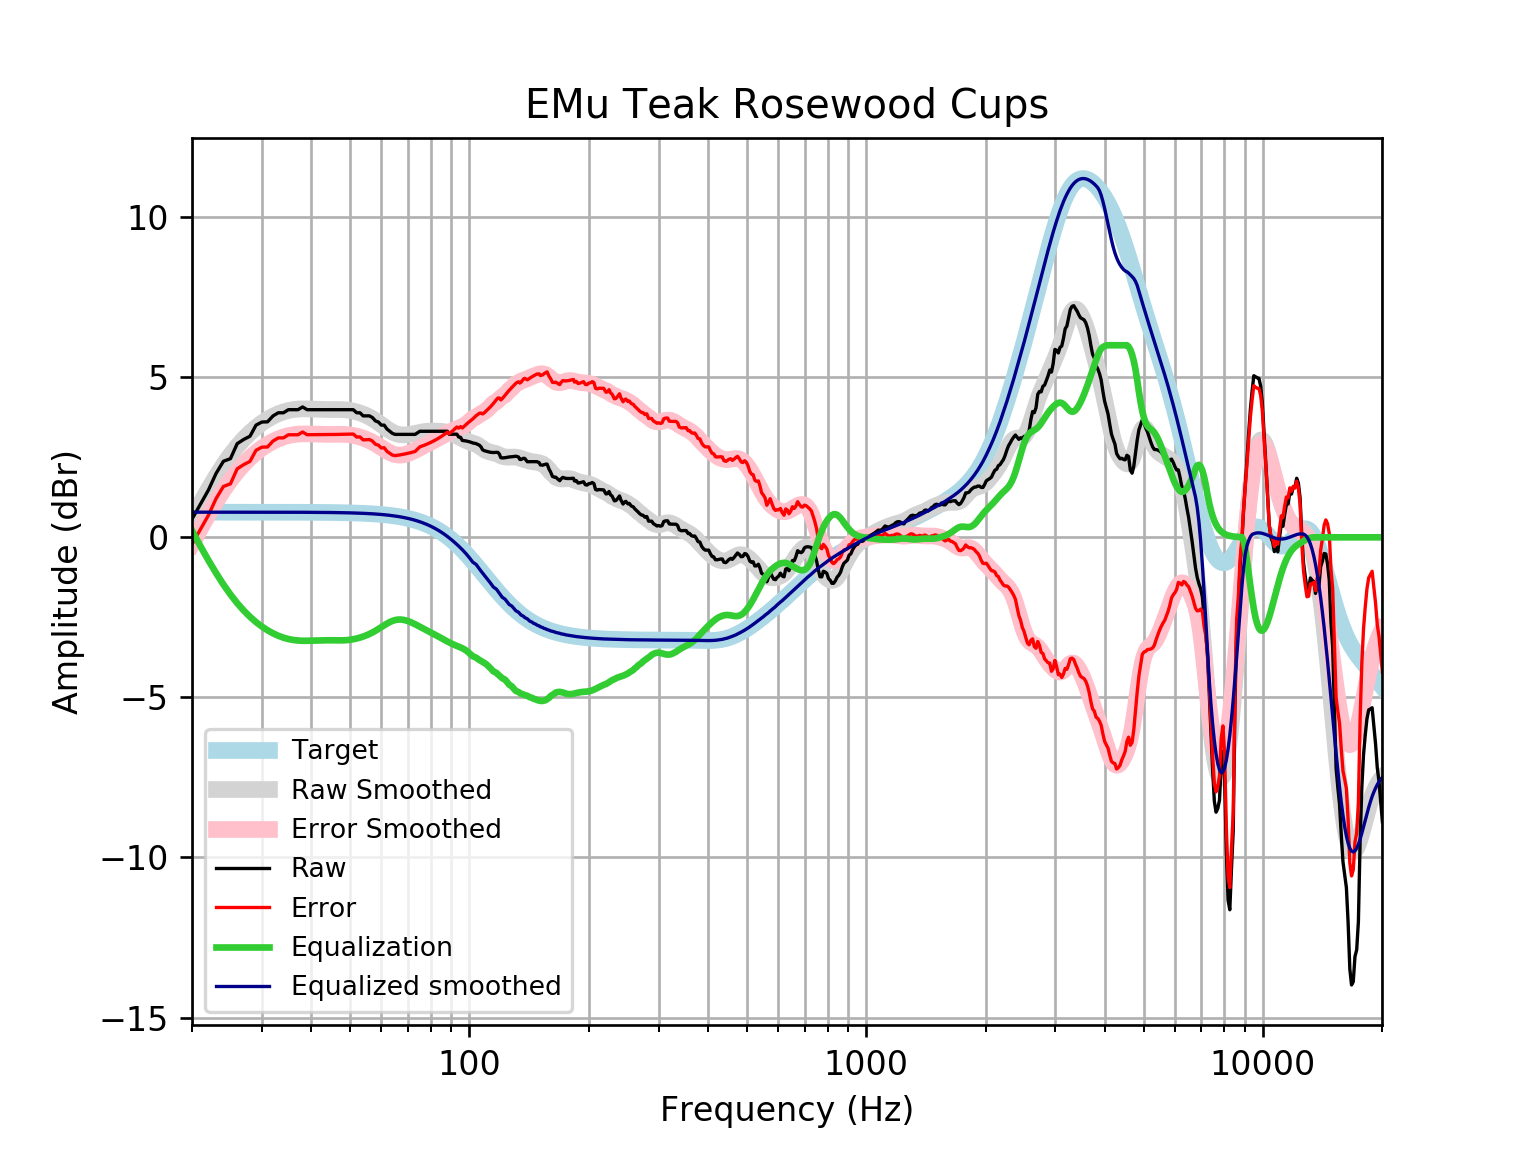 EMu Teak Rosewood Cups
10
5
0
−5
−10
−15
Amplitude (dBr)
Target
Raw Smoothed
Error Smoothed
Raw
Error
Equalization
Equalized smoothed
100 1000 10000
Frequency (Hz)